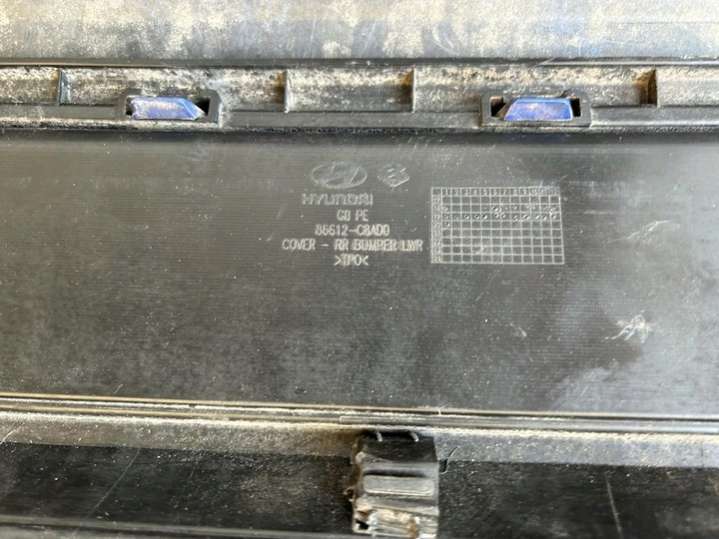 HYUNDAI
GB PE
86612-C8AD0
COVER - RR BUMPER LWR
>TPO<